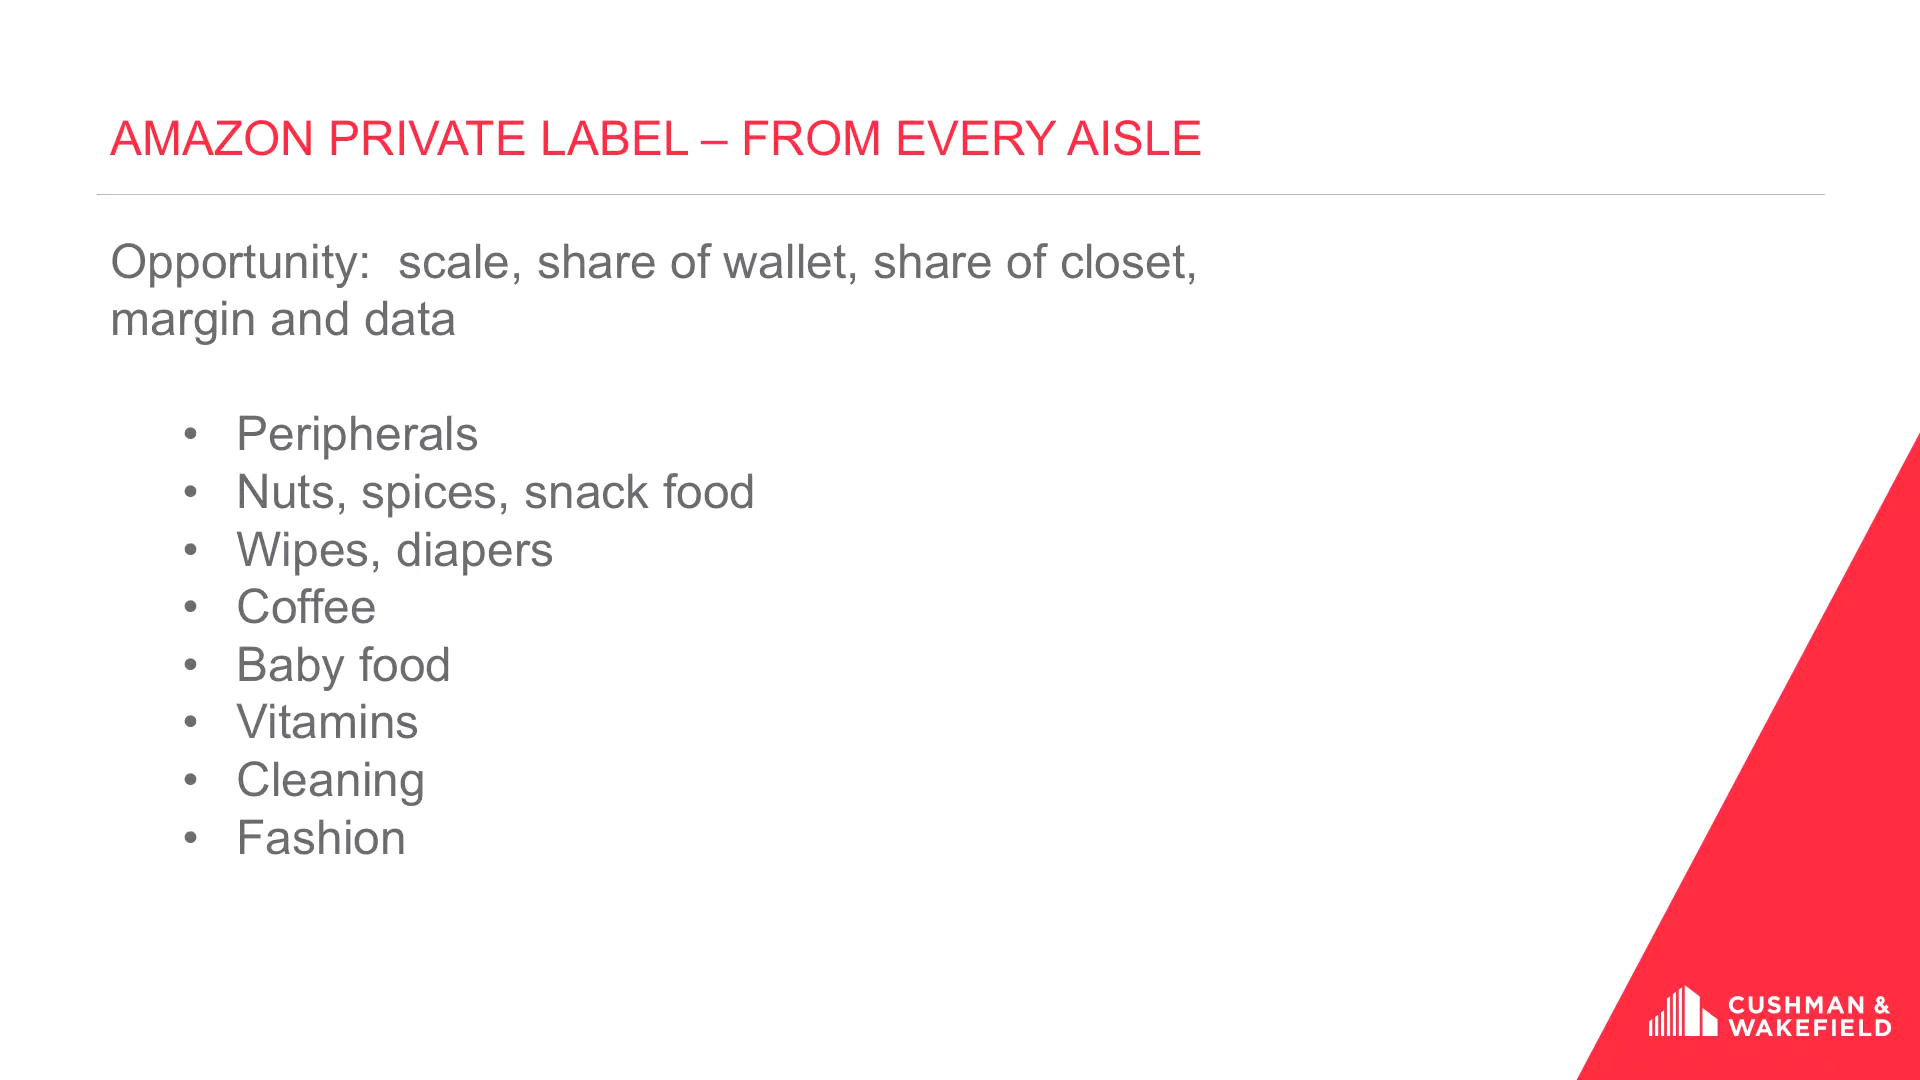 AMAZON PRIVATE LABEL – FROM EVERY AISLE
Opportunity:  scale, share of wallet, share of closet,
margin and data
• Peripherals
• Nuts, spices, snack food
• Wipes, diapers
• Coffee
• Baby food
• Vitamins
• Cleaning
• Fashion
CUSHMAN &
WAKEFIELD